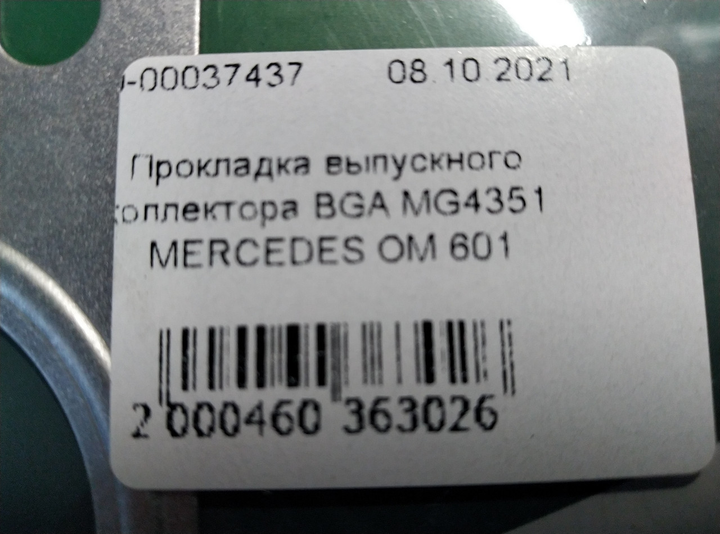 -00037437 08.10.2021
Прокладка выпускного
коллектора BGA MG4351
MERCEDES OM 601
2 000460 363026